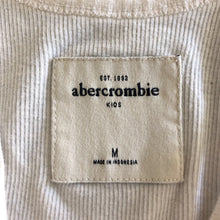 EST. 1892
abercrombie
KIDS
M
MADE IN INDONESIA